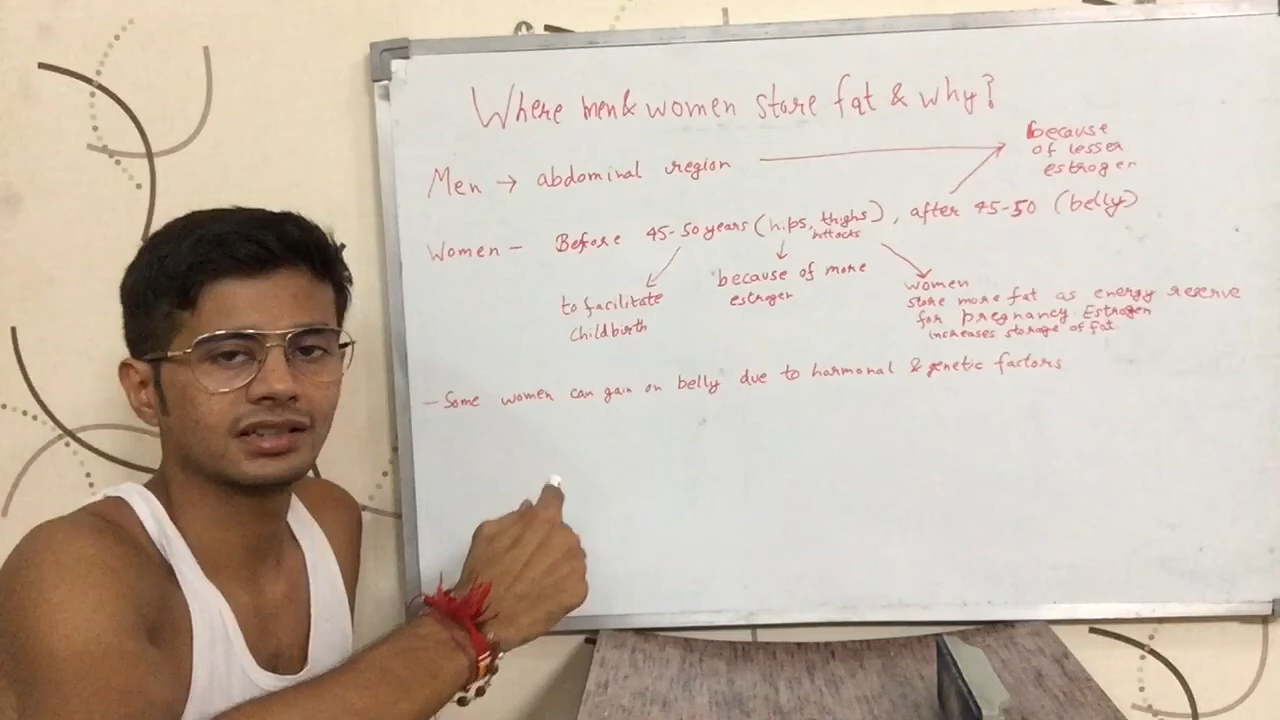 Where men & women store fat & why?
Men → abdominal region
because
of lesser
estrogen
Women - Before 45-50 years (hips, thighs), after 45-50 (belly)
buttocks
to facilitate
childbirth
because of more
estrogen
women
store more fat as energy reserve
for pregnancy. Estrogen
increases storage of fat.
- Some women can gain on belly due to hormonal & genetic factors